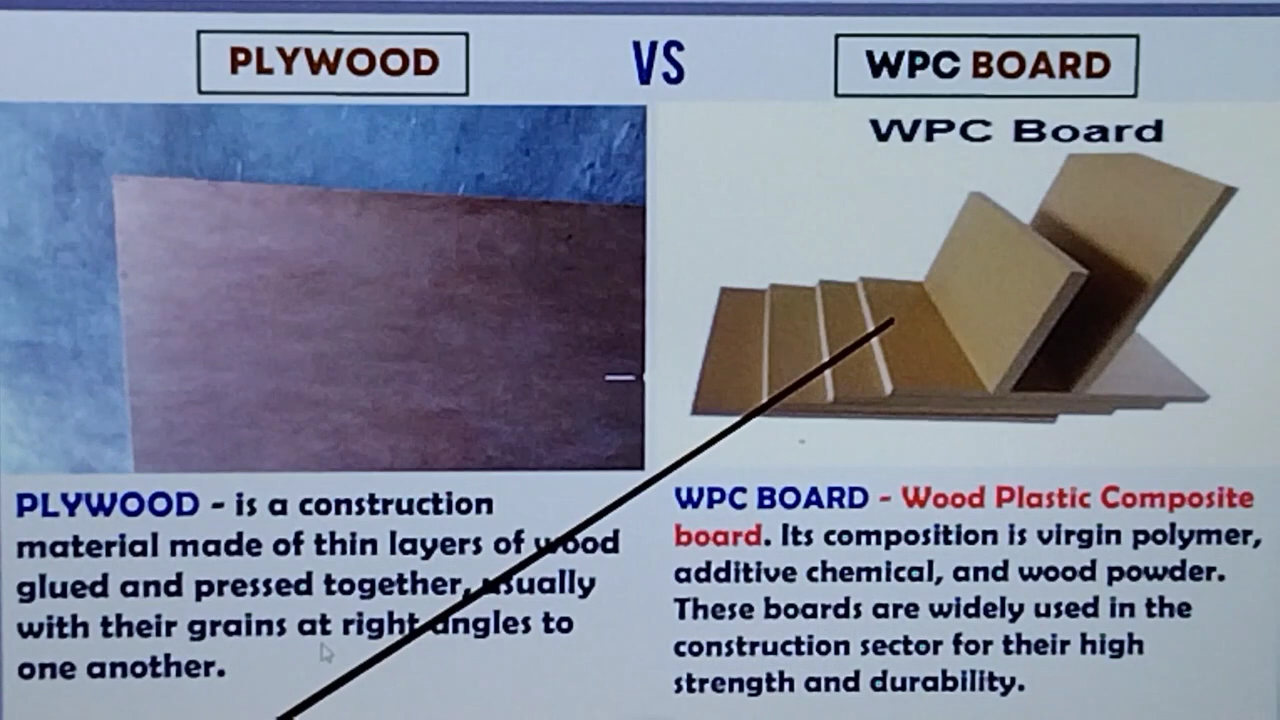 PLYWOOD VS WPC BOARD
WPC Board
PLYWOOD - is a construction
material made of thin layers of wood
glued and pressed together, usually
with their grains at right angles to
one another.
WPC BOARD - Wood Plastic Composite
board. Its composition is virgin polymer,
additive chemical, and wood powder.
These boards are widely used in the
construction sector for their high
strength and durability.